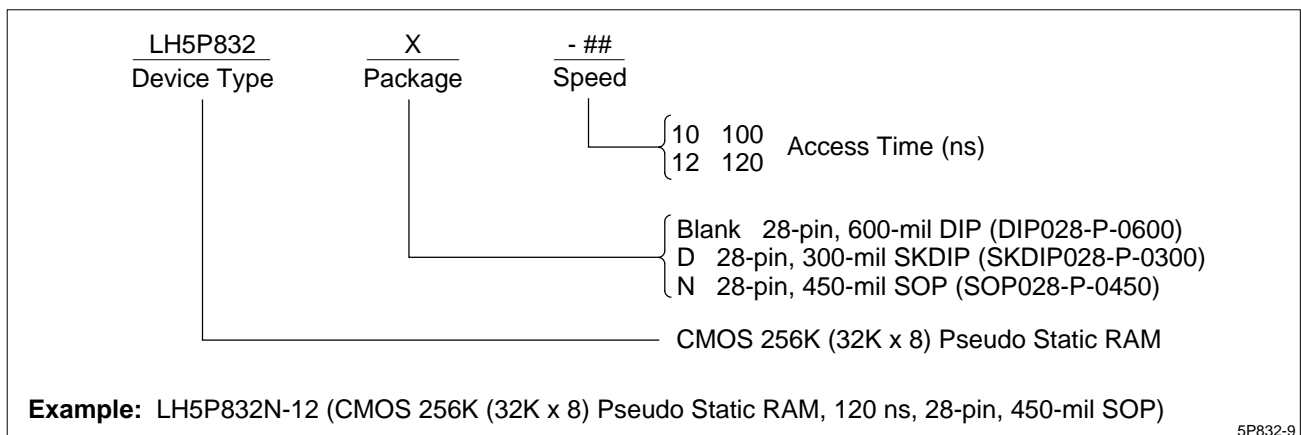 LH5P832 X - ##
Device Type Package Speed
10 100
12 120
Access Time (ns)
Blank 28-pin, 600-mil DIP (DIP028-P-0600)
D 28-pin, 300-mil SKDIP (SKDIP028-P-0300)
N 28-pin, 450-mil SOP (SOP028-P-0450)
CMOS 256K (32K x 8) Pseudo Static RAM
Example: LH5P832N-12 (CMOS 256K (32K x 8) Pseudo Static RAM, 120 ns, 28-pin, 450-mil SOP)
5P832-9